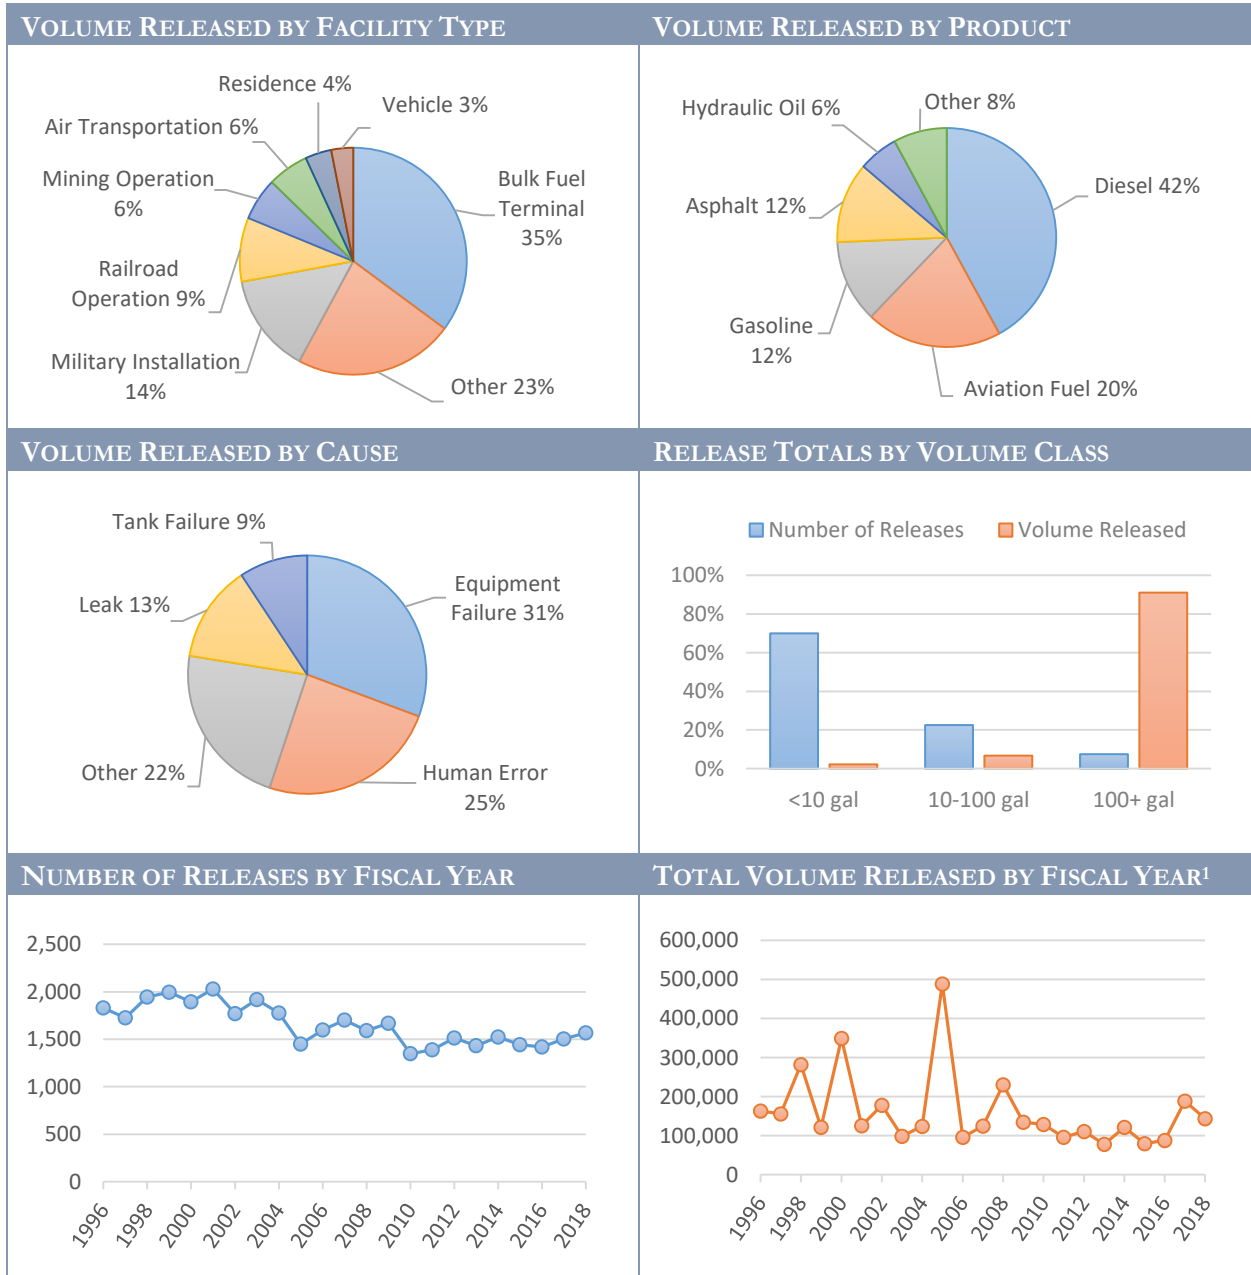 VOLUME RELEASED BY FACILITY TYPE
Residence 4%
Vehicle 3%
Air Transportation 6%
Mining Operation
6%
Bulk Fuel
Terminal
35%
Railroad
Operation 9%
Military Installation
14%
Other 23%
VOLUME RELEASED BY PRODUCT
Hydraulic Oil 6%
Other 8%
Diesel 42%
Asphalt 12%
Gasoline
12%
Aviation Fuel 20%
VOLUME RELEASED BY CAUSE
Tank Failure 9%
Equipment
Failure 31%
Leak 13%
Other 22%
Human Error
25%
RELEASE TOTALS BY VOLUME CLASS
Number of Releases
Volume Released
100%
80%
60%
40%
20%
0%
<10 gal
10-100 gal
100+ gal
NUMBER OF RELEASES BY FISCAL YEAR
2,500
2,000
1,500
1,000
500
0
1996
1998
2000
2002
2004
2006
2008
2010
2012
2014
2016
2018
TOTAL VOLUME RELEASED BY FISCAL YEAR¹
600,000
500,000
400,000
300,000
200,000
100,000
0
1996
1998
2000
2002
2004
2006
2008
2010
2012
2014
2016
2018